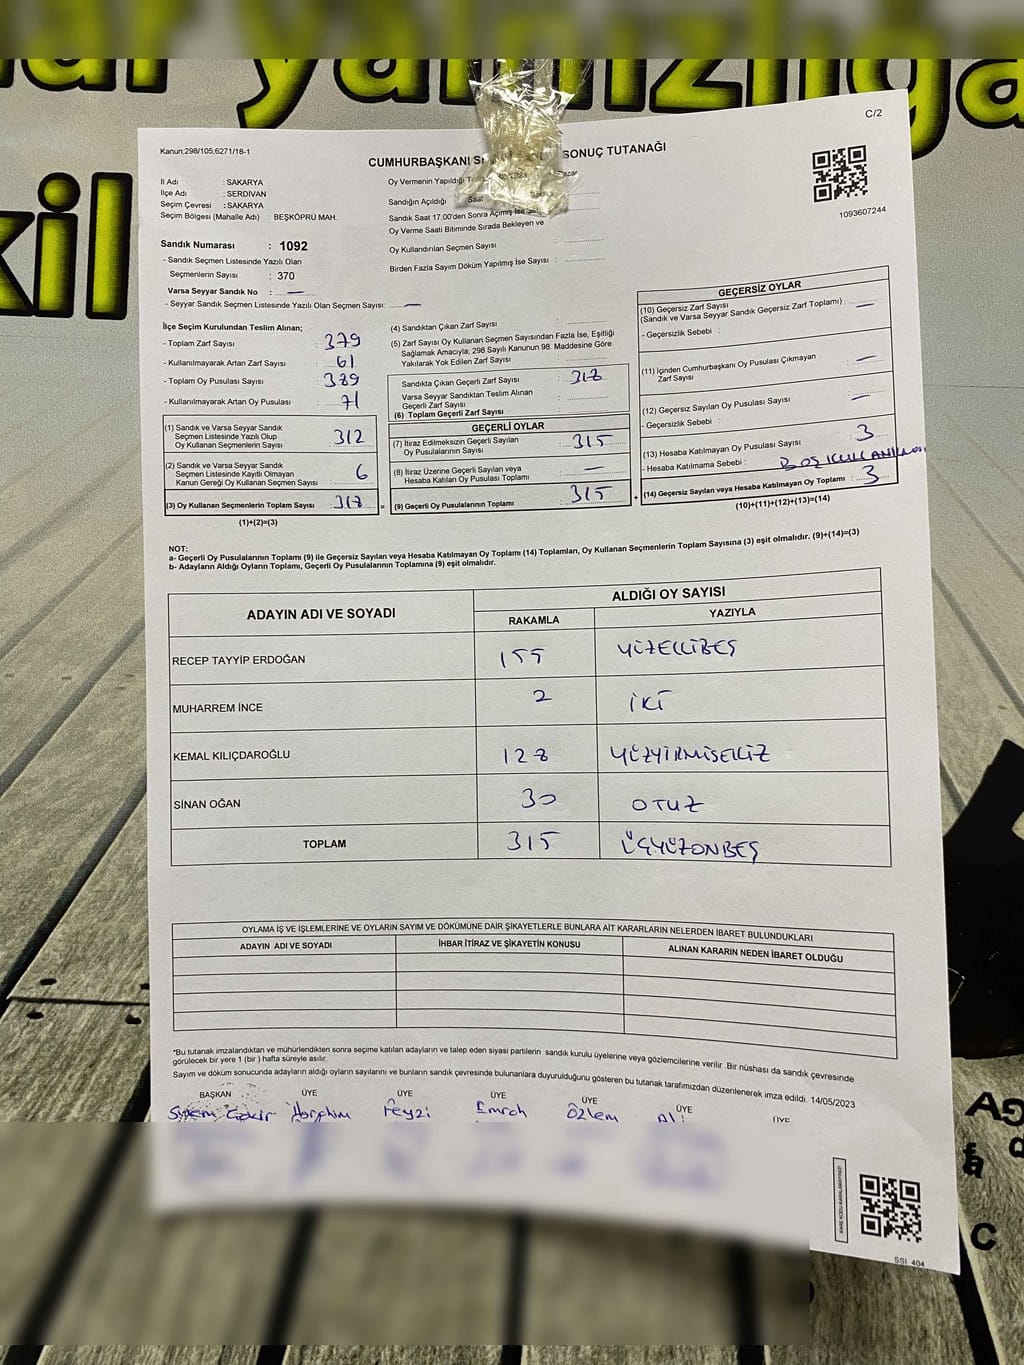 C/2
Kanun,298/105,6271/18-1
CUMHURBAŞKANI SONUÇ TUTANAĞI
1093607244
İl Adı : SAKARYA
İlçe Adı : SERDİVAN
Seçim Çevresi : SAKARYA
Seçim Bölgesi (Mahalle Adı) : BEŞKÖPRÜ MAH.
Sandık Numarası : 1092
- Sandık Seçmen Listesinde Yazılı Olan
Seçmenlerin Sayısı : 370
Varsa Seyyar Sandık No : —
- Seyyar Sandık Seçmen Listesinde Yazılı Olan Seçmen Sayısı: —
Oy Vermenin Yapıldığı
Sandığın Açıldığı Saat
Sandık Saat 17:00'den Sonra Açılmış İse
Oy Verme Saati Bitiminde Sırada Bekleyen ve
Oy Kullandırılan Seçmen Sayısı :
Birden Fazla Sayım Döküm Yapılmış İse Sayısı :
İlçe Seçim Kurulundan Teslim Alınan;
- Toplam Zarf Sayısı : 379
- Kullanılmayarak Artan Zarf Sayısı : 61
- Toplam Oy Pusulası Sayısı : 389
- Kullanılmayarak Artan Oy Pusulası : 71
(1) Sandık ve Varsa Seyyar Sandık
Seçmen Listesinde Yazılı Olup
Oy Kullanan Seçmenlerin Sayısı : 312
(2) Sandık ve Varsa Seyyar Sandık
Seçmen Listesinde Kayıtlı Olmayan
Kanun Gereği Oy Kullanan Seçmen Sayısı : 6
(3) Oy Kullanan Seçmenlerin Toplam Sayısı : 318
(1)+(2)=(3)
(4) Sandıktan Çıkan Zarf Sayısı :
(5) Zarf Sayısı Oy Kullanan Seçmen Sayısından Fazla İse, Eşitliği
Sağlamak Amacıyla; 298 Sayılı Kanunun 98. Maddesine Göre
Yakılarak Yok Edilen Zarf Sayısı :
Sandıkta Çıkan Geçerli Zarf Sayısı : 318
Varsa Seyyar Sandıktan Teslim Alınan
Geçerli Zarf Sayısı :
(6) Toplam Geçerli Zarf Sayısı :
GEÇERLİ OYLAR
(7) İtiraz Edilmeksizin Geçerli Sayılan
Oy Pusulalarının Sayısı : 315
(8) İtiraz Üzerine Geçerli Sayılan veya
Hesaba Katılan Oy Pusulası Toplamı : —
(9) Geçerli Oy Pusulalarının Toplamı : 315
GEÇERSİZ OYLAR
(10) Geçersiz Zarf Sayısı
(Sandık ve Varsa Seyyar Sandık Geçersiz Zarf Toplamı) : —
- Geçersizlik Sebebi :
(11) İçinden Cumhurbaşkanı Oy Pusulası Çıkmayan
Zarf Sayısı : —
(12) Geçersiz Sayılan Oy Pusulası Sayısı : —
- Geçersizlik Sebebi :
(13) Hesaba Katılmayan Oy Pusulası Sayısı : 3
- Hesaba Katılmama Sebebi : BOŞ KULLANILMIŞ
(14) Geçersiz Sayılan veya Hesaba Katılmayan Oy Toplamı : 3
(10)+(11)+(12)+(13)=(14)
NOT:
a- Geçerli Oy Pusulalarının Toplamı (9) ile Geçersiz Sayılan veya Hesaba Katılmayan Oy Toplamı (14) Toplamları, Oy Kullanan Seçmenlerin Toplam Sayısına (3) eşit olmalıdır. (9)+(14)=(3)
b- Adayların Aldığı Oyların Toplamı, Geçerli Oy Pusulalarının Toplamına (9) eşit olmalıdır.
ADAYIN ADI VE SOYADI ALDIĞI OY SAYISI
RAKAMLA YAZIYLA
RECEP TAYYİP ERDOĞAN 155 YÜZELLİBEŞ
MUHARREM İNCE 2 İKİ
KEMAL KILIÇDAROĞLU 128 YÜZYİRMİSEKİZ
SİNAN OĞAN 30 OTUZ
TOPLAM 315 ÜÇYÜZONBEŞ
OYLAMA İŞ VE İŞLEMLERİNE VE OYLARIN SAYIM VE DÖKÜMÜNE DAİR ŞİKAYETLERLE BUNLARA AİT KARARLARIN NELERDEN İBARET BULUNDUKLARI
ADAYIN ADI VE SOYADI İHBAR İTİRAZ VE ŞİKAYETİN KONUSU ALINAN KARARIN NEDEN İBARET OLDUĞU
*Bu tutanak imzalandıktan ve mühürlendikten sonra seçime katılan adayların ve talep eden siyasi partilerin sandık kurulu üyelerine veya gözlemcilerine verilir .Bir nüshası da sandık çevresinde
görülecek bir yere 1 (bir ) hafta süreyle asılır.
Sayım ve döküm sonucunda adayların aldığı oyların sayılarını ve bunların sandık çevresinde bulunanlara duyurulduğunu gösteren bu tutanak tarafımızdan düzenlenerek imza edildi. 14/05/2023
BAŞKAN ÜYE ÜYE ÜYE ÜYE ÜYE ÜYE
İbrahim Feyzi Emrah Özlem Ali
SSI 404